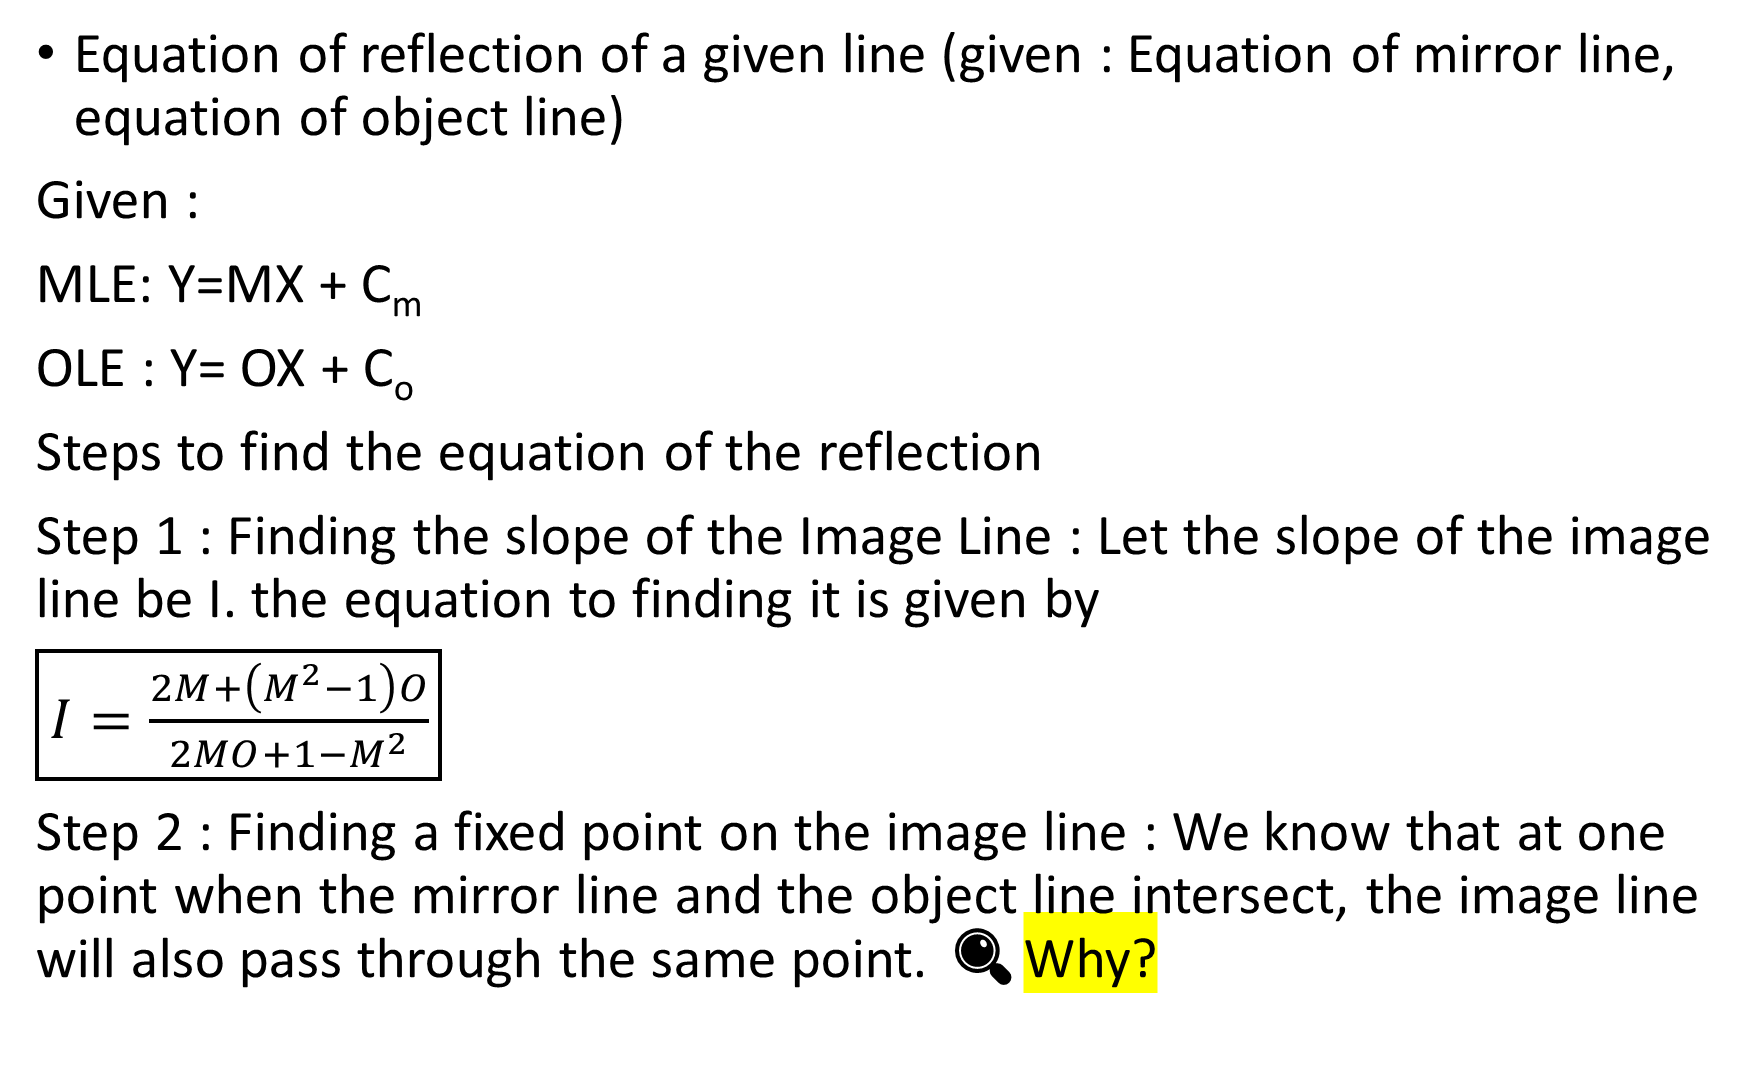 • Equation of reflection of a given line (given : Equation of mirror line,
equation of object line)
Given :
MLE: Y=MX + Cₘ
OLE : Y= OX + Cₒ
Steps to find the equation of the reflection
Step 1 : Finding the slope of the Image Line : Let the slope of the image
line be I. the equation to finding it is given by
I = \frac{2M+(M^2-1)O}{2MO+1-M^2}
Step 2 : Finding a fixed point on the image line : We know that at one
point when the mirror line and the object line intersect, the image line
will also pass through the same point. Why?